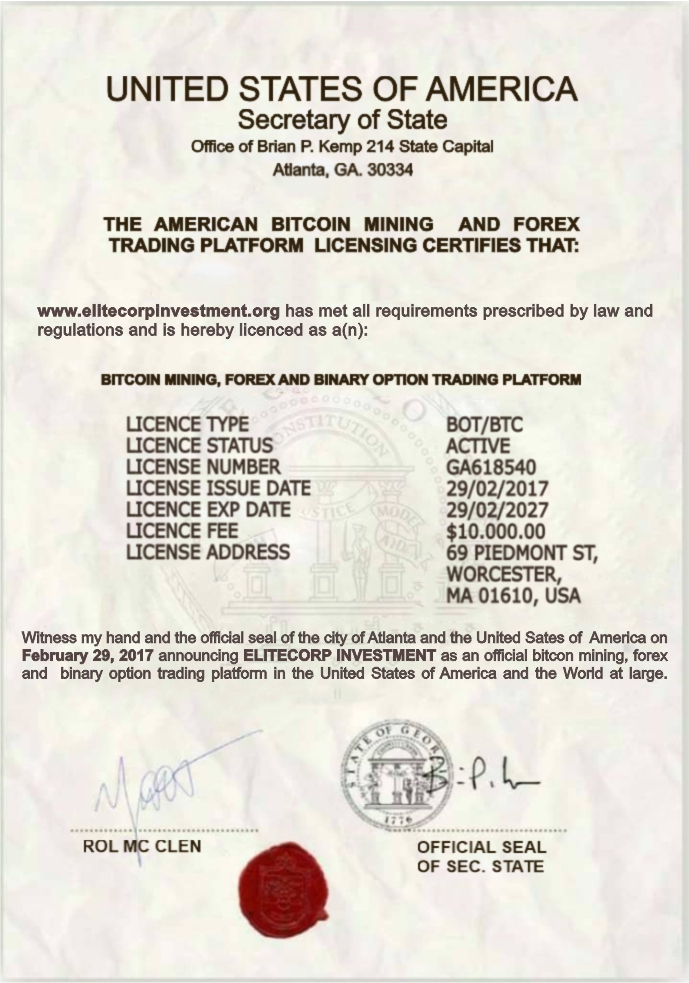 UNITED STATES OF AMERICA
Secretary of State
Office of Brian P. Kemp 214 State Capital
Atlanta, GA. 30334
THE AMERICAN BITCOIN MINING AND FOREX
TRADING PLATFORM LICENSING CERTIFIES THAT:
www.elitecorpinvestment.org has met all requirements prescribed by law and
regulations and is hereby licenced as a(n):
BITCOIN MINING, FOREX AND BINARY OPTION TRADING PLATFORM
LICENCE TYPE BOT/BTC
LICENCE STATUS ACTIVE
LICENSE NUMBER GA618540
LICENSE ISSUE DATE 29/02/2017
LICENCE EXP DATE 29/02/2027
LICENCE FEE $10.000.00
LICENSE ADDRESS 69 PIEDMONT ST,
WORCESTER,
MA 01610, USA
CONSTITUTION
JUSTICE
Witness my hand and the official seal of the city of Atlanta and the United Sates of America on
February 29, 2017 announcing ELITECORP INVESTMENT as an official bitcon mining, forex
and binary option trading platform in the United States of America and the World at large.
STATE OF GEOR
1776
ROL MC CLEN
OFFICIAL SEAL
OF SEC. STATE